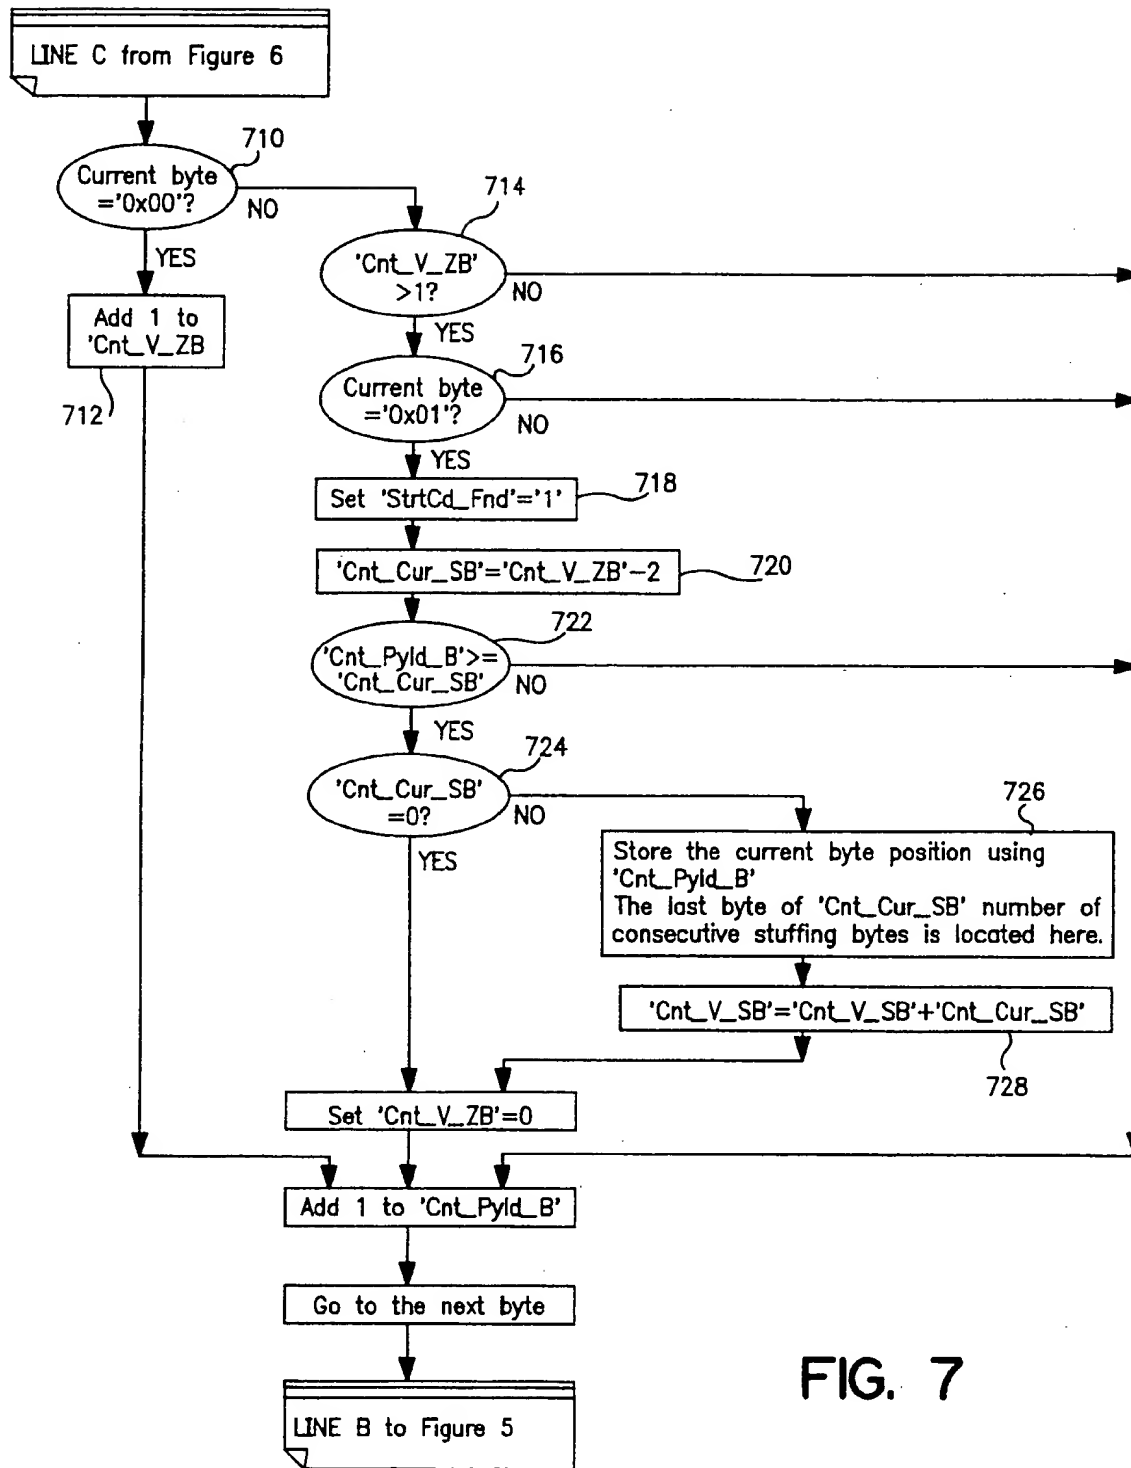 LINE C from Figure 6
710
Current byte
='0x00'?
NO
YES
714
'Cnt_V_ZB'
>1?
NO
YES
Add 1 to
'Cnt_V_ZB
712
716
Current byte
='0x01'?
NO
YES
Set 'StrtCd_Fnd'='1'
718
'Cnt_Cur_SB'='Cnt_V_ZB'-2
720
722
'Cnt_Pyld_B'>=
'Cnt_Cur_SB'
NO
YES
724
'Cnt_Cur_SB'
=0?
NO
YES
726
Store the current byte position using
'Cnt_Pyld_B'
The last byte of 'Cnt_Cur_SB' number of
consecutive stuffing bytes is located here.
'Cnt_V_SB'='Cnt_V_SB'+'Cnt_Cur_SB'
728
Set 'Cnt_V_ZB'=0
Add 1 to 'Cnt_Pyld_B'
Go to the next byte
LINE B to Figure 5
FIG. 7